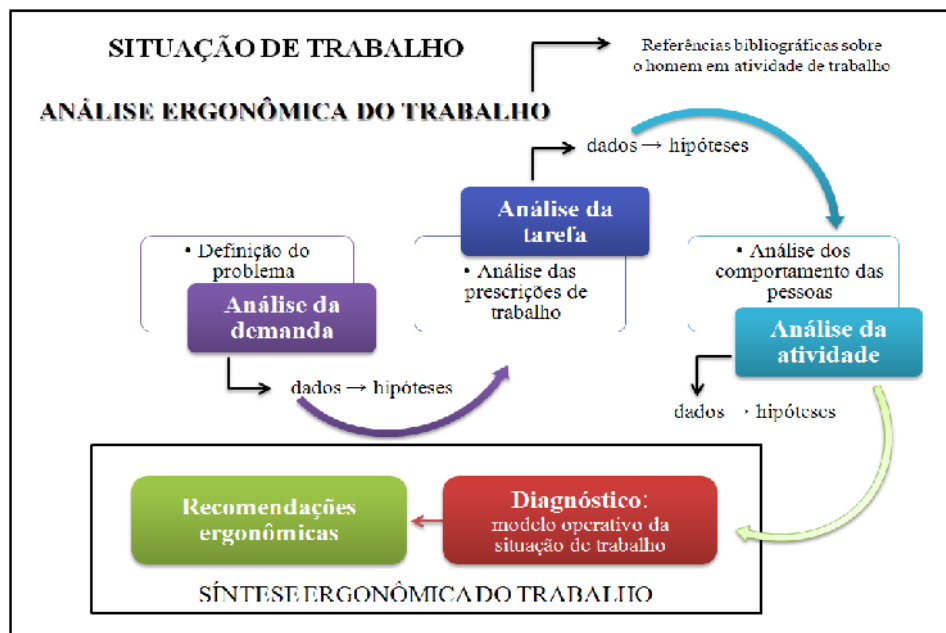 SITUAÇÃO DE TRABALHO
Referências bibliográficas sobre
o homem em atividade de trabalho
ANÁLISE ERGONÔMICA DO TRABALHO
dados → hipóteses
Análise da
tarefa
• Análise das
prescrições de
trabalho
• Definição do
problema
Análise da
demanda
dados → hipóteses
• Análise dos
comportamento das
pessoas
Análise da
atividade
dados → hipóteses
Recomendações
ergonômicas
Diagnóstico:
modelo operativo da
situação de trabalho
SÍNTESE ERGONÔMICA DO TRABALHO